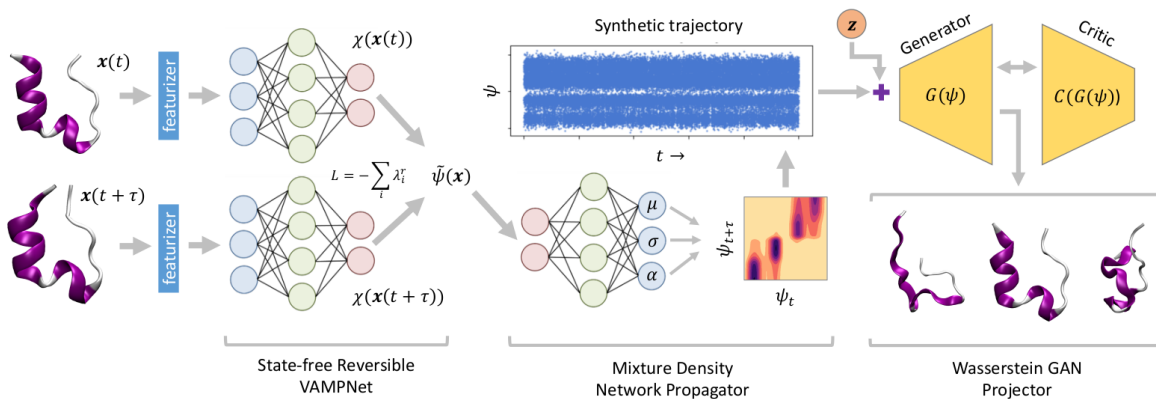 x(t)
featurizer
χ(x(t))
x(t + τ)
featurizer
χ(x(t + τ))
L = −∑ᵢ λᵢʳ
ψ̃(x)
State-free Reversible
VAMPNet
Synthetic trajectory
ψ
t →
μ
σ
α
ψₜ₊τ
ψₜ
Mixture Density
Network Propagator
z
Generator
G(ψ)
Critic
C(G(ψ))
Wasserstein GAN
Projector